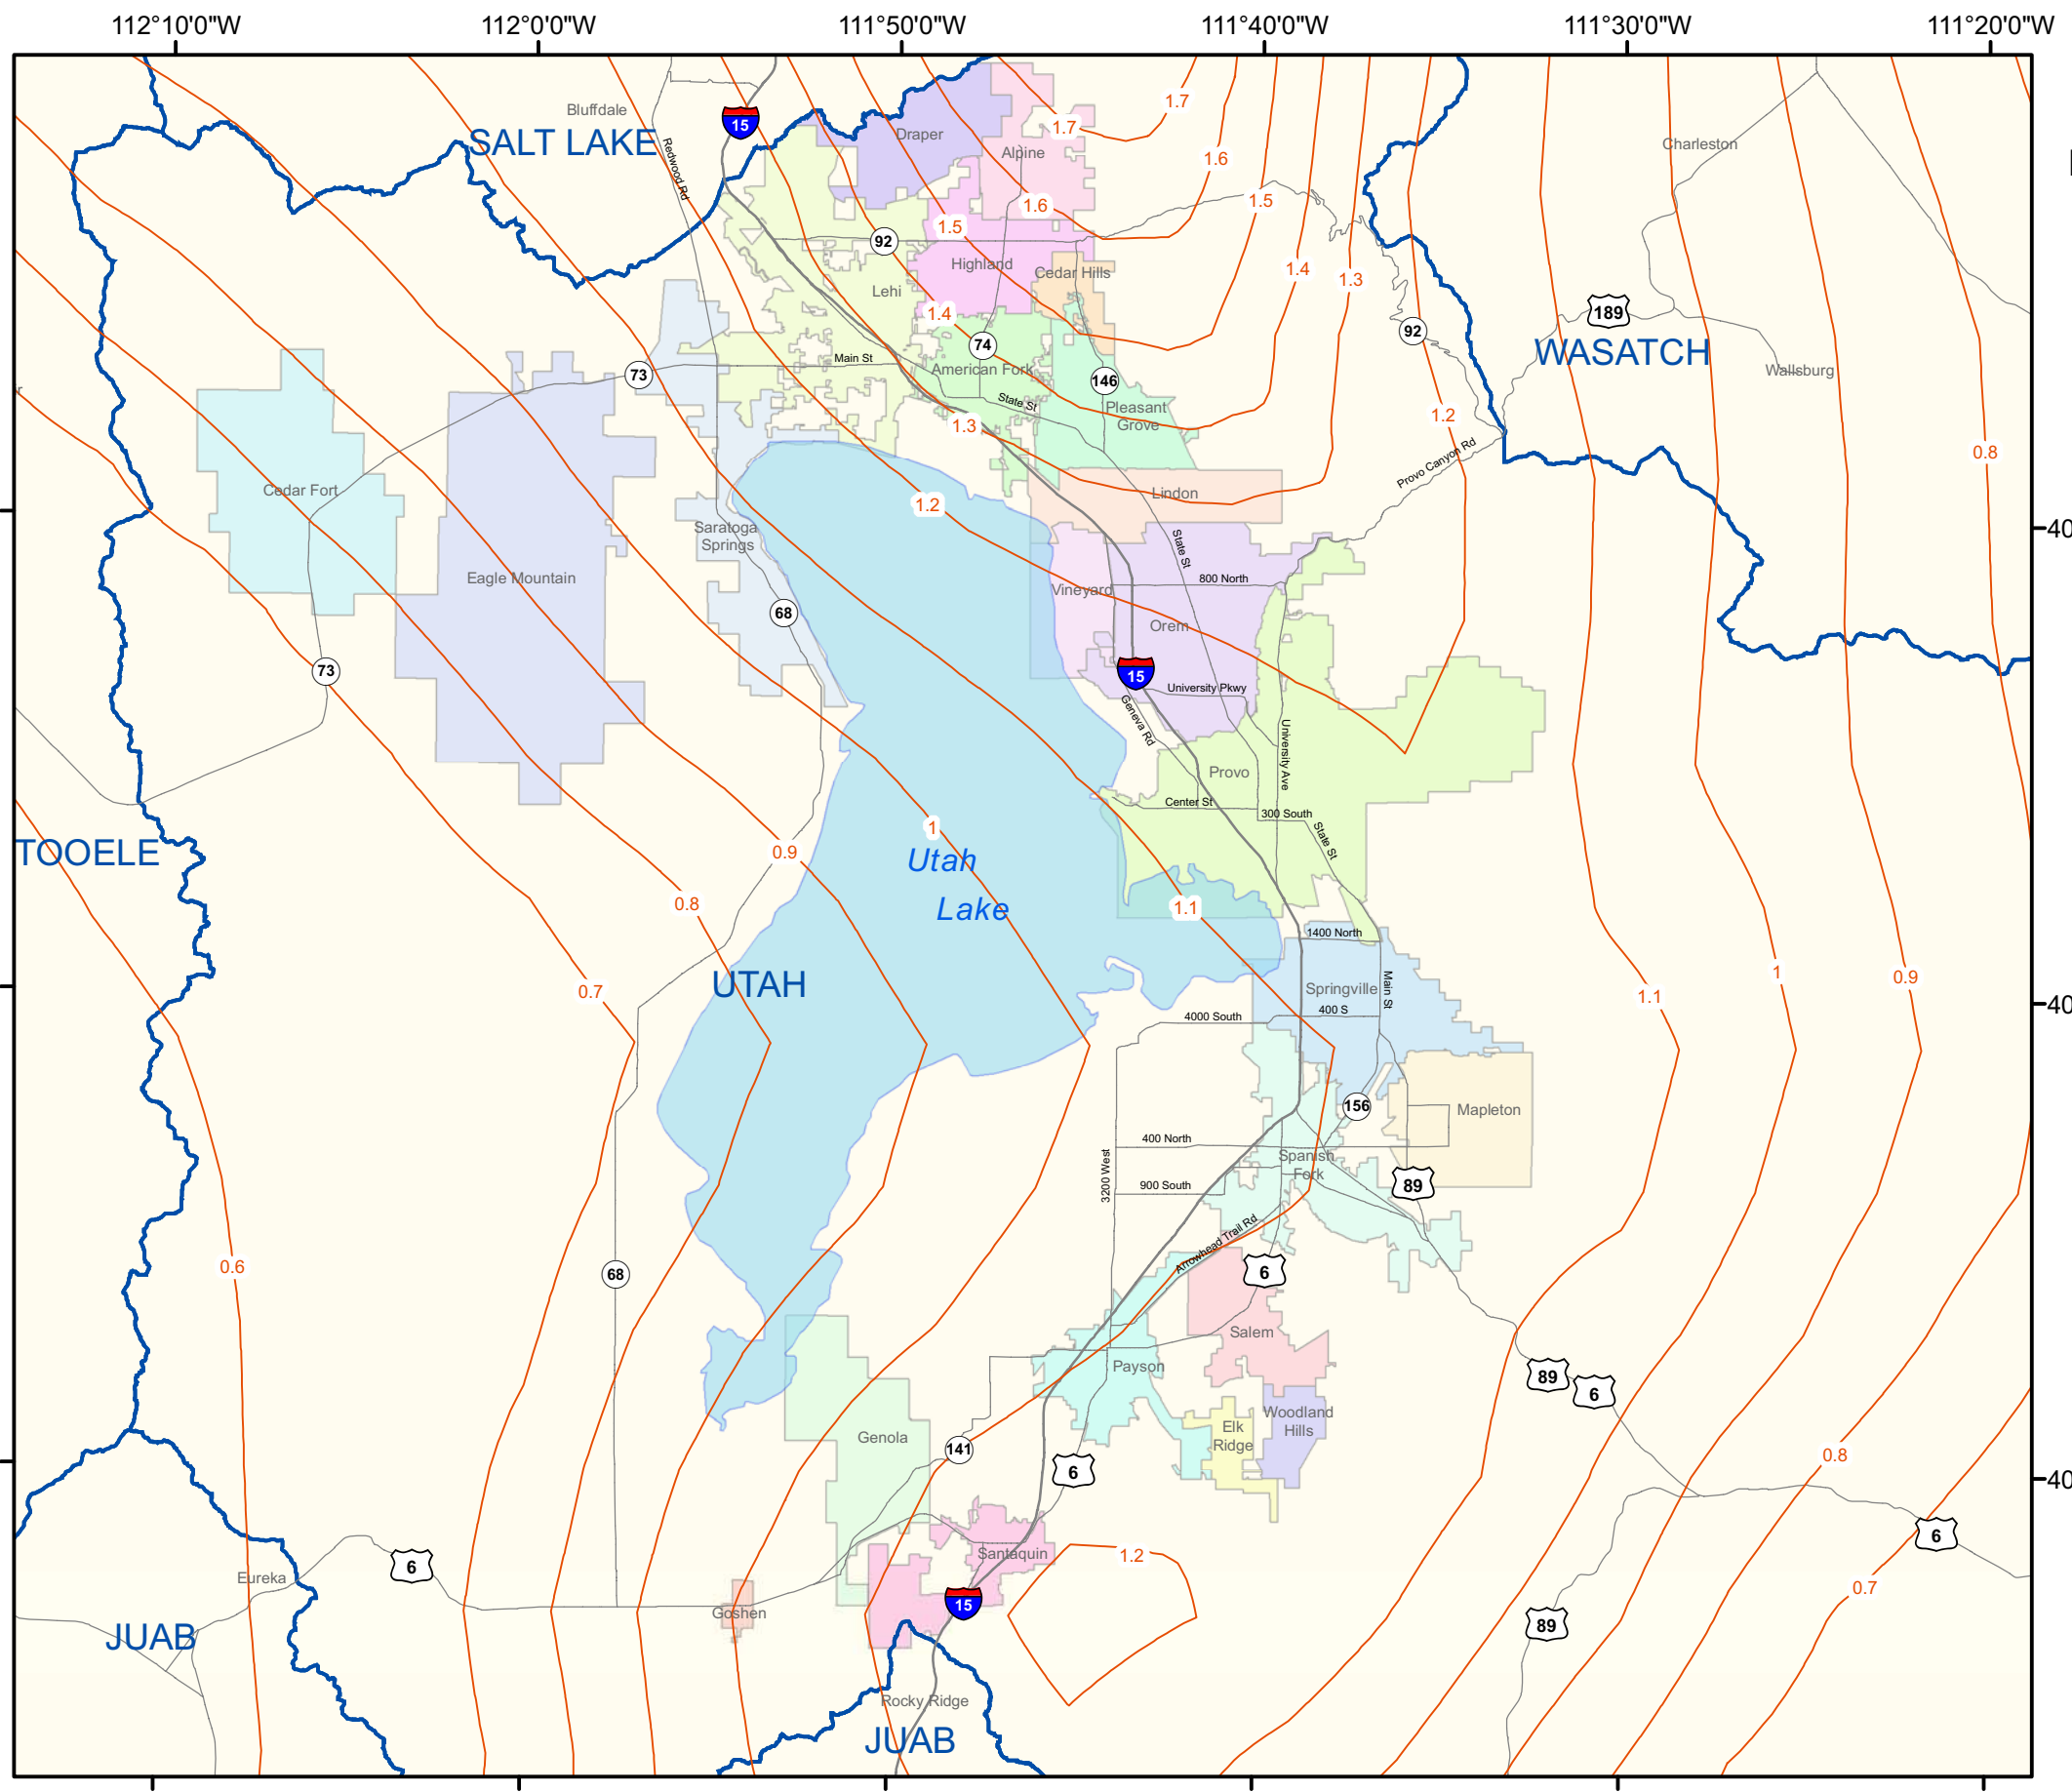 112°10'0"W
112°0'0"W
111°50'0"W
111°40'0"W
111°30'0"W
111°20'0"W
Bluffdale
SALT LAKE
15
Redwood Rd
Draper
Alpine
1.7
1.7
1.6
1.6
1.5
1.5
1.4
1.4
1.3
Charleston
92
Highland
Cedar Hills
Lehi
74
American Fork
Main St
State St
73
146
Pleasant
Grove
92
189
WASATCH
Wallsburg
1.3
1.2
0.8
Provo Canyon Rd
Cedar Fort
Lindon
1.2
Saratoga
Springs
State St
40
Eagle Mountain
800 North
Vineyard
68
Orem
73
15
University Pkwy
Geneva Rd
University Ave
Provo
Center St
300 South
State St
TOOELE
0.9
1
Utah
Lake
0.8
1.1
1400 North
UTAH
0.7
Springville
Main St
400 S
4000 South
1.1
1
0.9
40
156
Mapleton
400 North
3200 West
Spanish
Fork
900 South
89
Arrowhead Trail Rd
0.6
68
6
Salem
Payson
89
6
Genola
Elk
Ridge
Woodland
Hills
141
6
0.8
40
6
Eureka
6
Santaquin
1.2
0.7
15
Goshen
89
JUAB
Rocky Ridge
JUAB